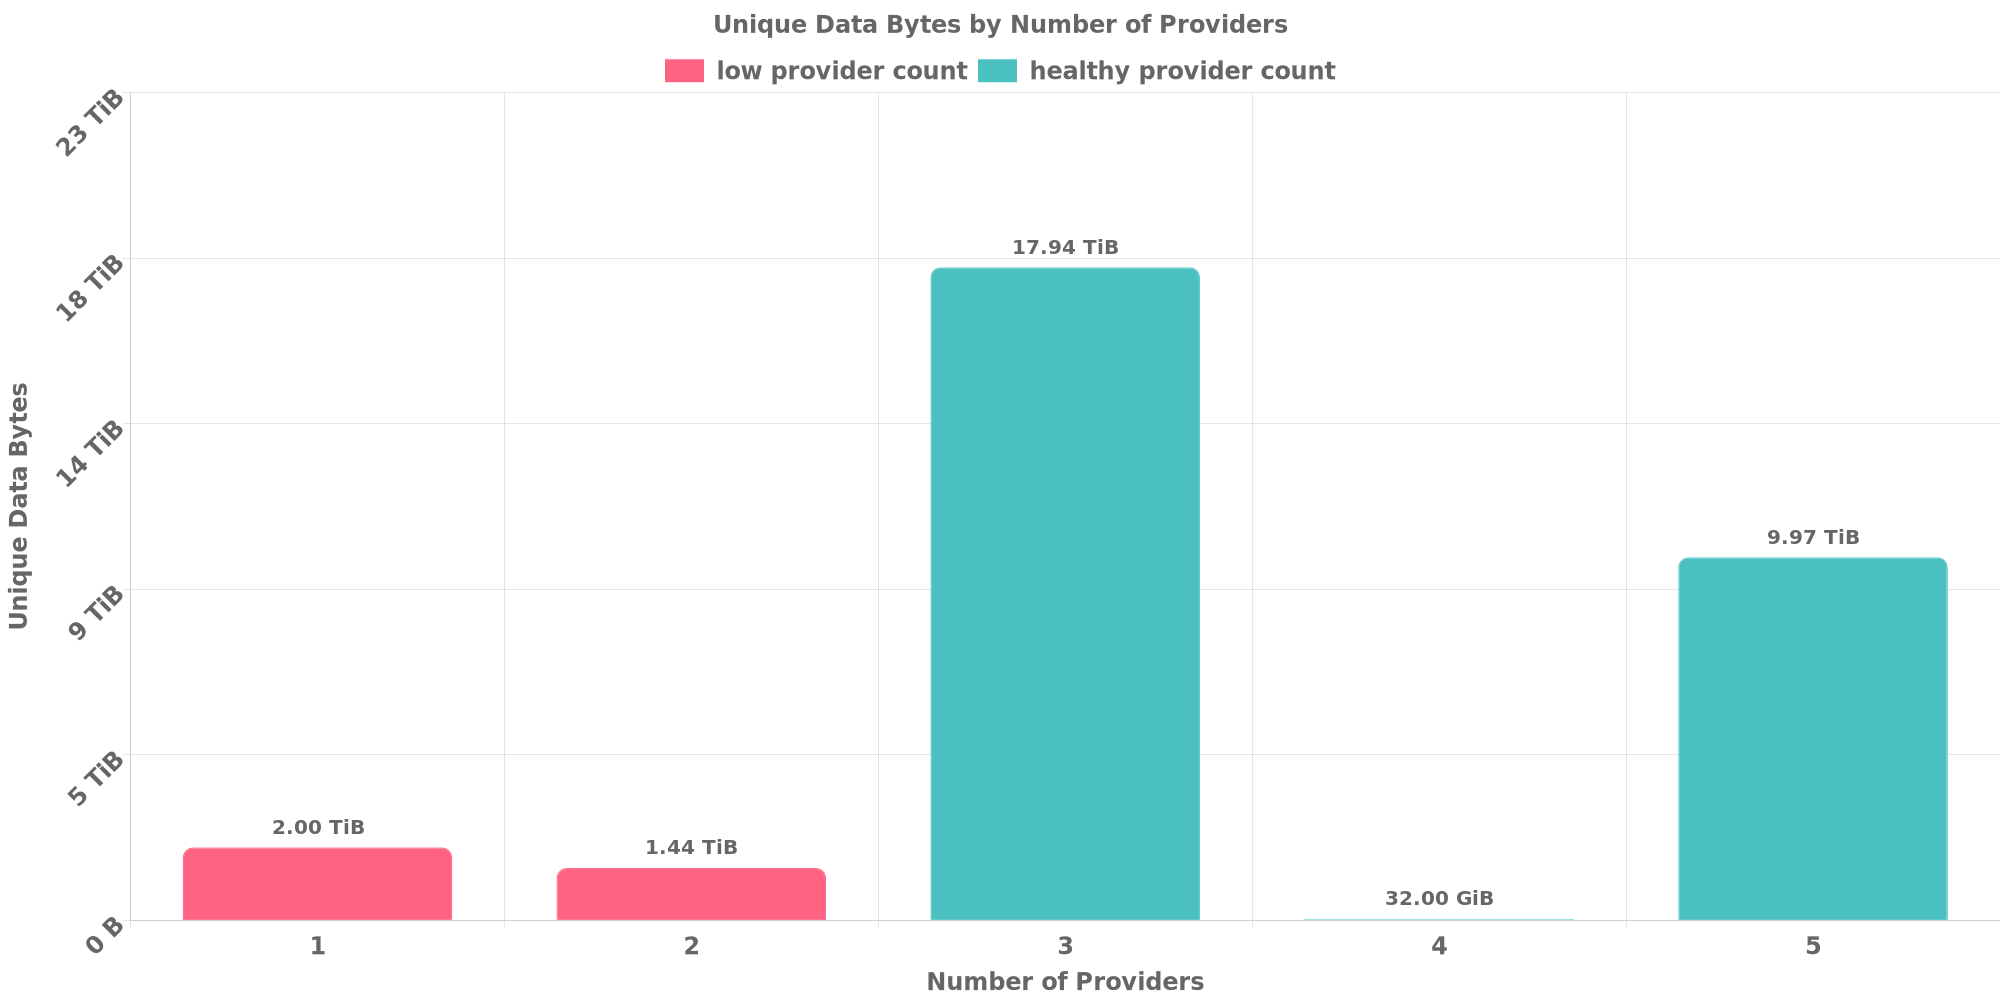 Unique Data Bytes by Number of Providers
low provider count healthy provider count
23 TiB
18 TiB
14 TiB
9 TiB
5 TiB
0 B
Unique Data Bytes
2.00 TiB
1.44 TiB
17.94 TiB
32.00 GiB
9.97 TiB
1 2 3 4 5
Number of Providers